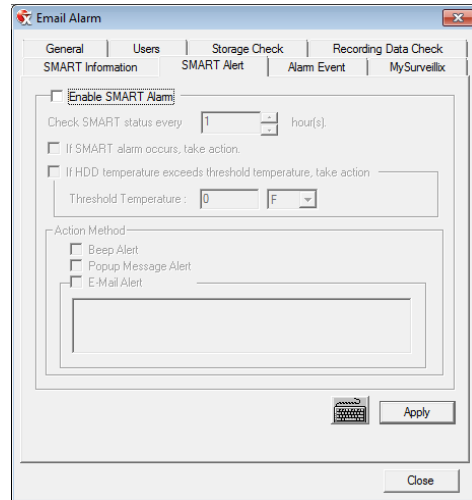 Email Alarm
General Users Storage Check Recording Data Check
SMART Information SMART Alert Alarm Event MySurveillix
Enable SMART Alarm
Check SMART status every 1 hour(s).
If SMART alarm occurs, take action.
If HDD temperature exceeds threshold temperature, take action
Threshold Temperature : 0 F
Action Method
Beep Alert
Popup Message Alert
E-Mail Alert
Apply
Close